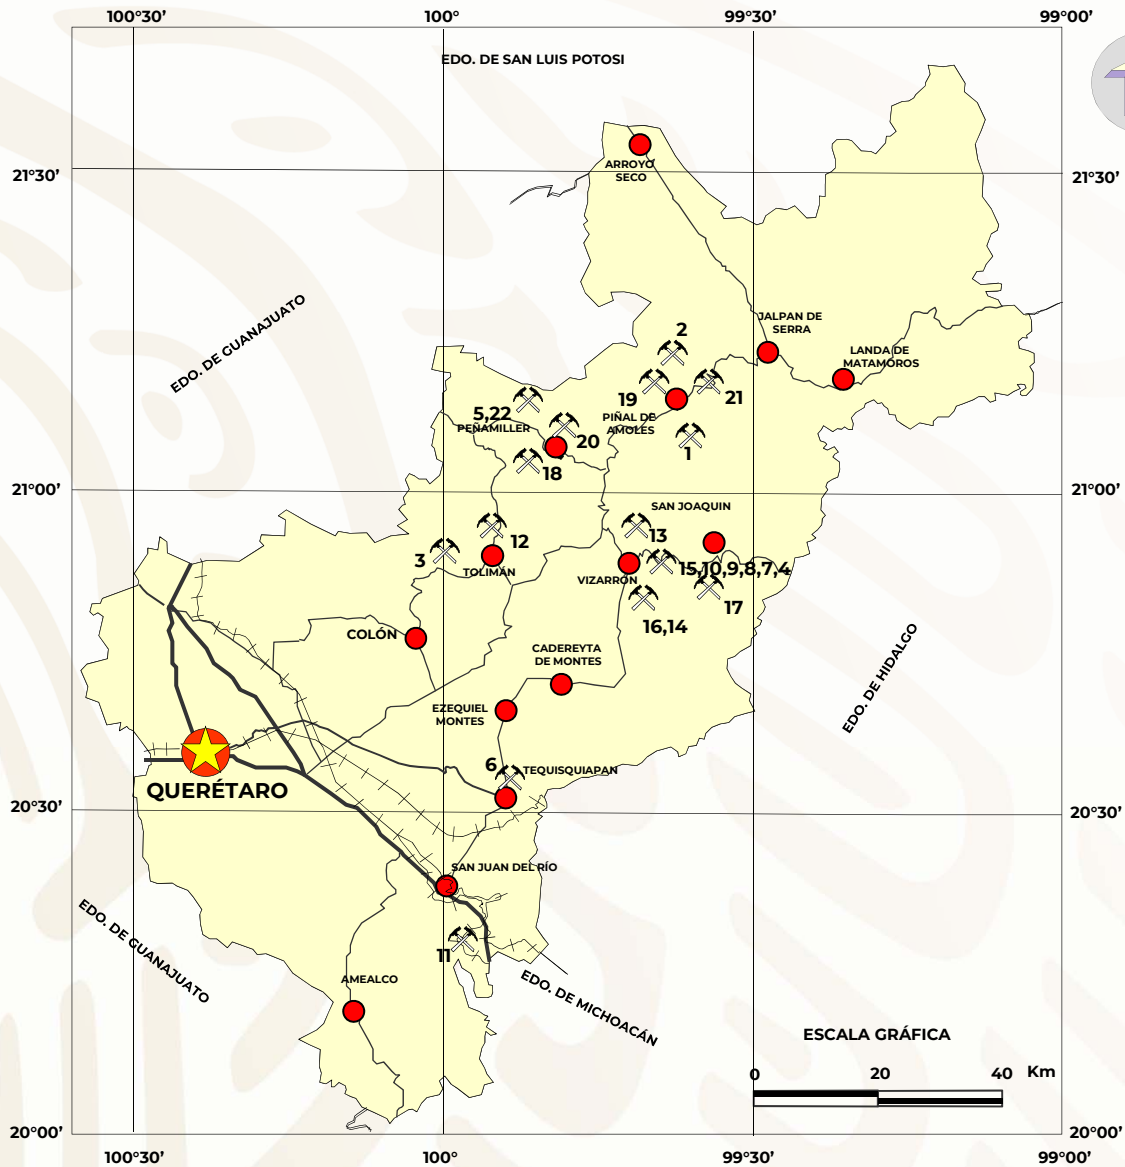 100°30’
100°
99°30’
99°00’
EDO. DE SAN LUIS POTOSI
21°30’
21°30’
ARROYO
SECO
EDO. DE GUANAJUATO
JALPAN DE
SERRA
2
LANDA DE
MATAMOROS
19
21
5,22
PEÑAMILLER
PIÑAL DE
AMOLES
20
1
18
21°00’
21°00’
SAN JOAQUIN
12
13
3
TOLIMÁN
VIZARRÓN
15,10,9,8,7,4
17
16,14
COLÓN
CADEREYTA
DE MONTES
EDO. DE HIDALGO
EZEQUIEL
MONTES
6
TEQUISQUIAPAN
QUERÉTARO
20°30’
20°30’
SAN JUAN DEL RÍO
EDO. DE GUANAJUATO
11
AMEALCO
EDO. DE MICHOACÁN
ESCALA GRÁFICA
0
20
40
Km
20°00’
20°00’
100°30’
100°
99°30’
99°00’